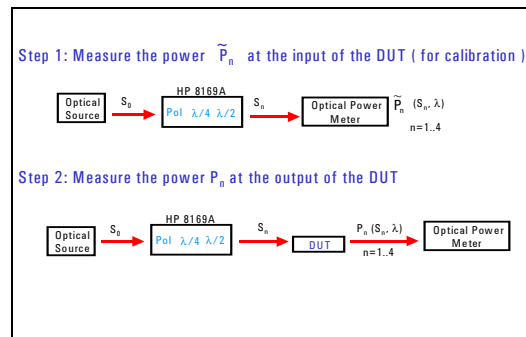 Step 1: Measure the power P̃n at the input of the DUT ( for calibration )
HP 8169A
Optical Source
S0
Pol λ/4 λ/2
Sn
Optical Power Meter
P̃n (Sn, λ)
n=1..4
Step 2: Measure the power Pn at the output of the DUT
HP 8169A
Optical Source
S0
Pol λ/4 λ/2
Sn
DUT
Pn (Sn, λ)
n=1..4
Optical Power Meter